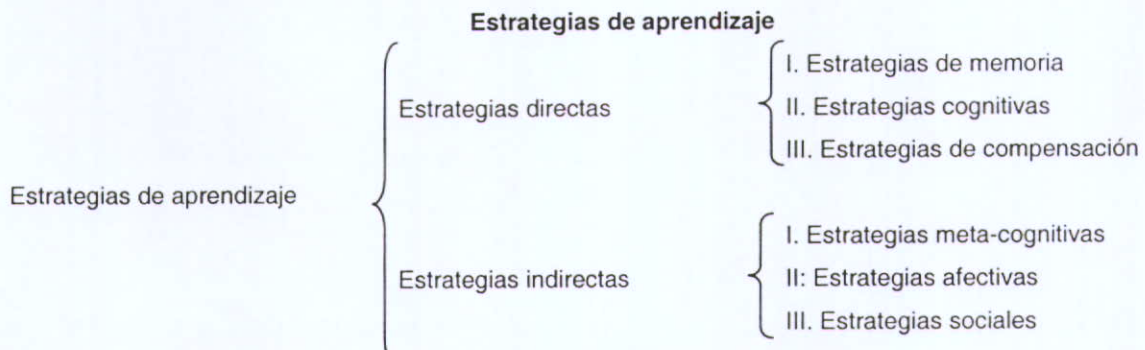 Estrategias de aprendizaje
Estrategias de aprendizaje
Estrategias directas
I. Estrategias de memoria
II. Estrategias cognitivas
III. Estrategias de compensación
Estrategias indirectas
I. Estrategias meta-cognitivas
II: Estrategias afectivas
III. Estrategias sociales